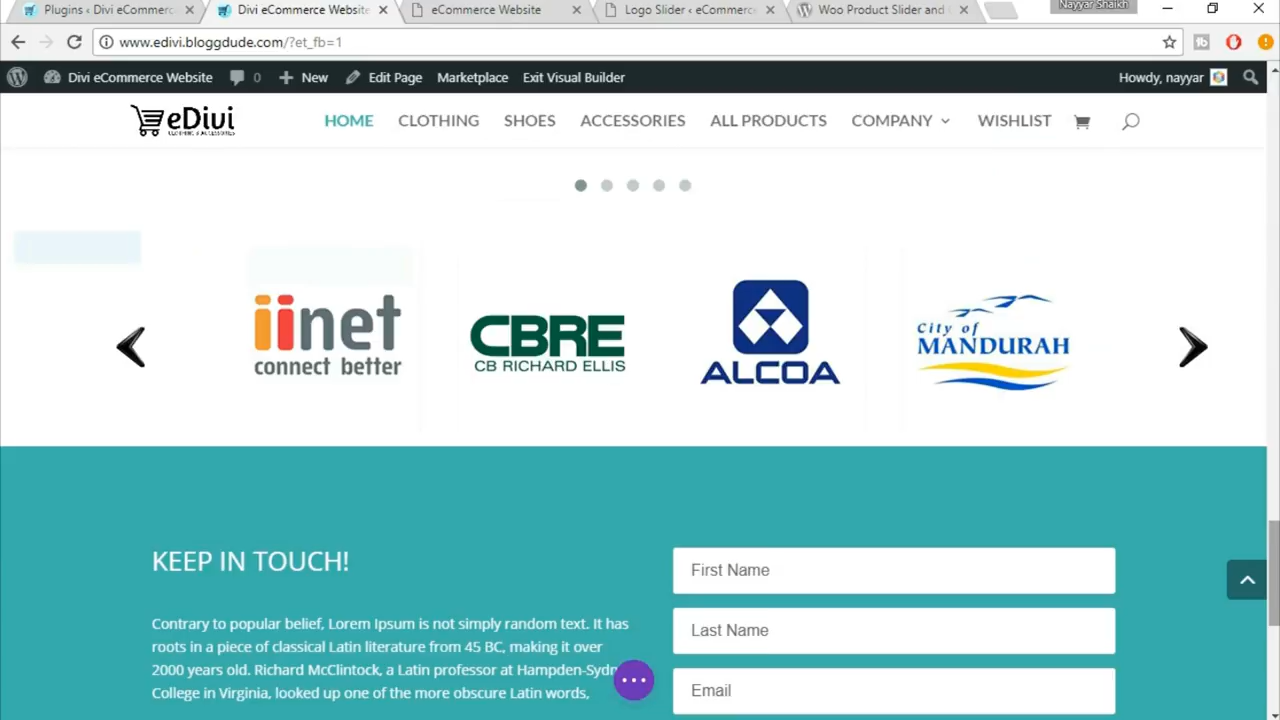 Plugins ‹ Divi eCommerc
Divi eCommerce Website
eCommerce Website
Logo Slider ‹ eCommerc
Woo Product Slider and
Nayyar Shaikh
www.edivi.bloggdude.com/?et_fb=1
Divi eCommerce Website 0 New Edit Page Marketplace Exit Visual Builder Howdy, nayyar
eDivi
CLOTHING & ACCESSORIES
HOME CLOTHING SHOES ACCESSORIES ALL PRODUCTS COMPANY WISHLIST
iinet
connect better
CBRE
CB RICHARD ELLIS
ALCOA
City of
MANDURAH
KEEP IN TOUCH!
Contrary to popular belief, Lorem Ipsum is not simply random text. It has
roots in a piece of classical Latin literature from 45 BC, making it over
2000 years old. Richard McClintock, a Latin professor at Hampden-Sydn
College in Virginia, looked up one of the more obscure Latin words,
First Name
Last Name
Email